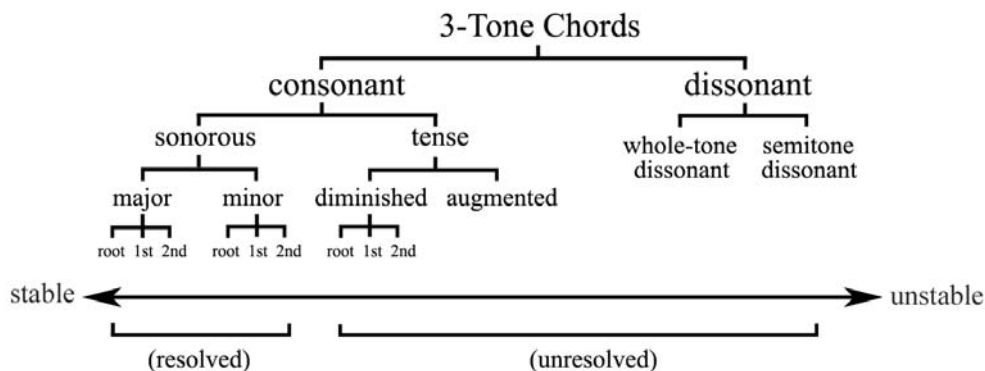 3-Tone Chords
consonant dissonant
sonorous tense whole-tone semitone
dissonant dissonant
major minor diminished augmented
root 1st 2nd root 1st 2nd root 1st 2nd
stable unstable
(resolved) (unresolved)